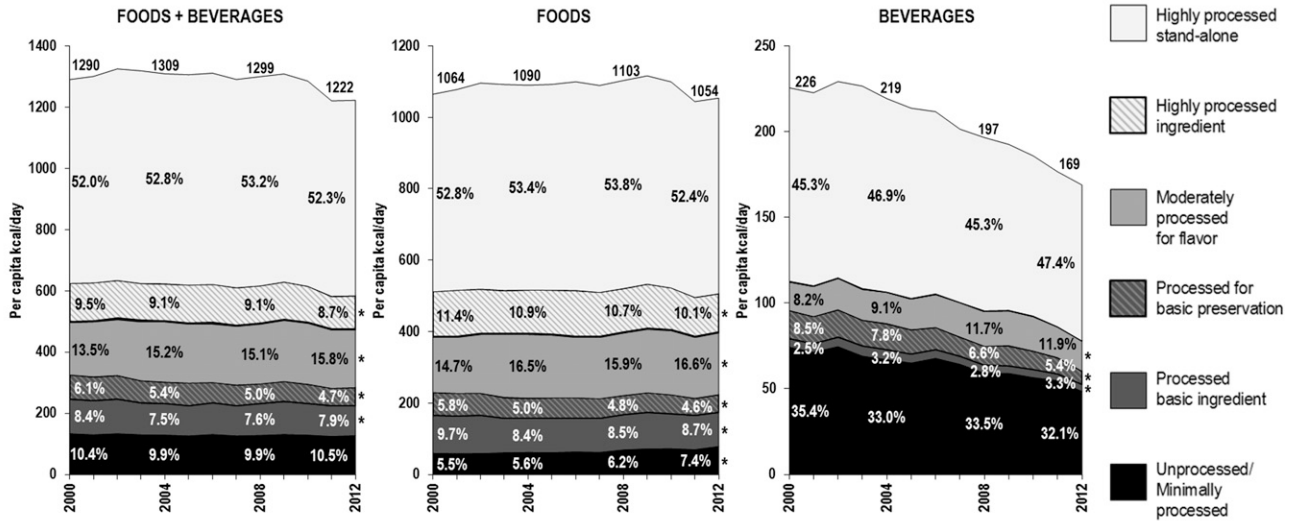 FOODS + BEVERAGES
Per capita kcal/day
1400
1200
1000
800
600
400
200
0
1290 1309 1299 1222
52.0% 52.8% 53.2% 52.3%
9.5% 9.1% 9.1% 8.7% *
13.5% 15.2% 15.1% 15.8% *
6.1% 5.4% 5.0% 4.7% *
8.4% 7.5% 7.6% 7.9% *
10.4% 9.9% 9.9% 10.5%
2000 2004 2008 2012
FOODS
Per capita kcal/day
1200
1000
800
600
400
200
0
1064 1090 1103 1054
52.8% 53.4% 53.8% 52.4%
11.4% 10.9% 10.7% 10.1% *
14.7% 16.5% 15.9% 16.6% *
5.8% 5.0% 4.8% 4.6% *
9.7% 8.4% 8.5% 8.7% *
5.5% 5.6% 6.2% 7.4% *
2000 2004 2008 2012
BEVERAGES
Per capita kcal/day
250
200
150
100
50
0
226 219 197 169
45.3% 46.9% 45.3% 47.4%
8.2% 9.1% 11.7% 11.9% *
8.5% 7.8% 6.6% 5.4% *
2.5% 3.2% 2.8% 3.3% *
35.4% 33.0% 33.5% 32.1%
2000 2004 2008 2012
Highly processed
stand-alone
Highly processed
ingredient
Moderately
processed
for flavor
Processed for
basic preservation
Processed
basic ingredient
Unprocessed/
Minimally
processed